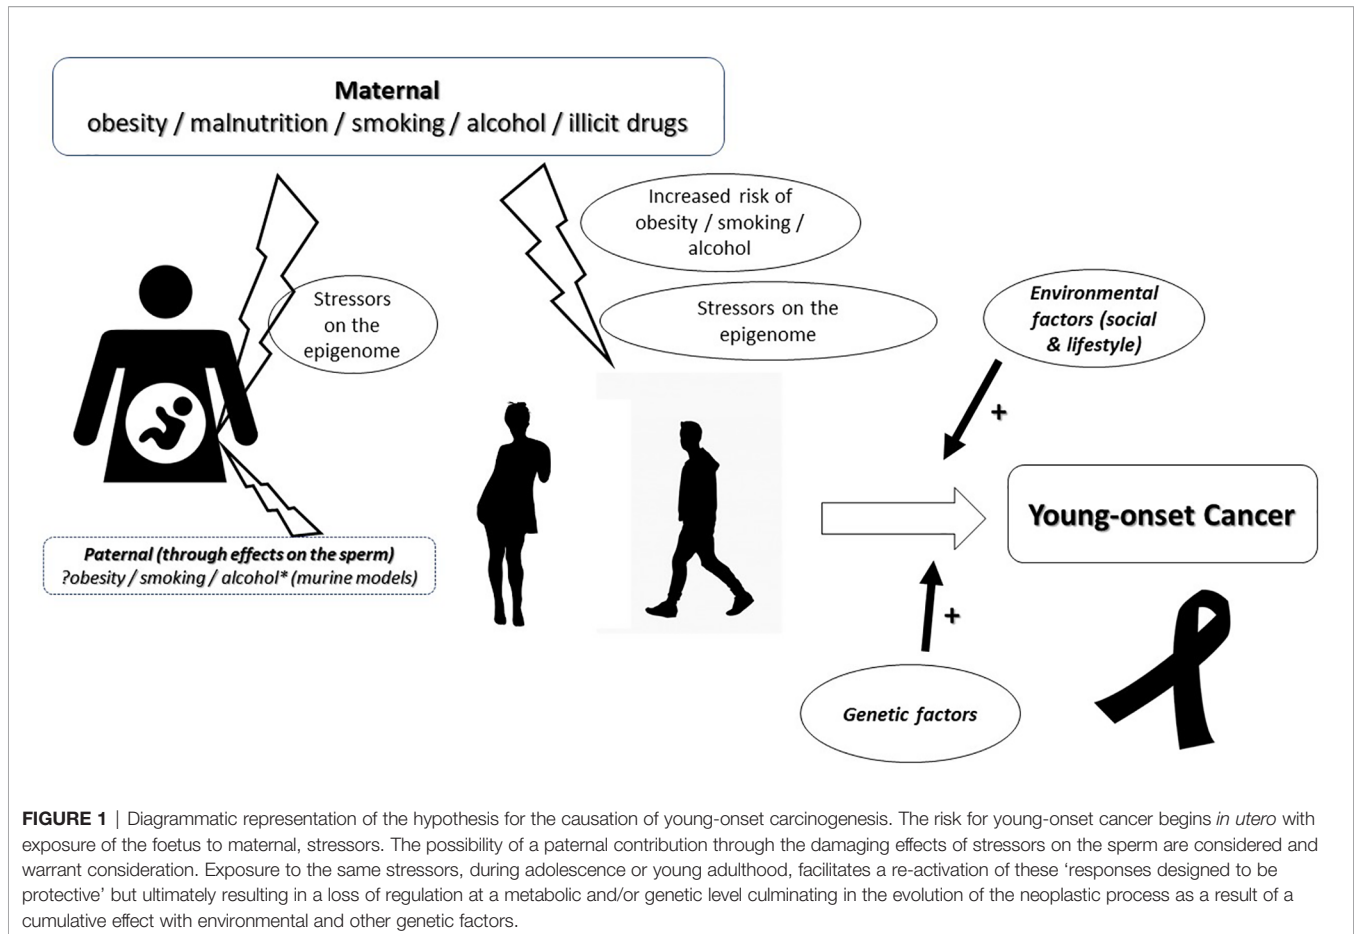 Maternal
obesity / malnutrition / smoking / alcohol / illicit drugs
Increased risk of
obesity / smoking /
alcohol
Stressors
on the
epigenome
Stressors on the
epigenome
Environmental
factors (social
& lifestyle)
+
Young-onset Cancer
Paternal (through effects on the sperm)
?obesity / smoking / alcohol* (murine models)
+
Genetic factors
FIGURE 1 | Diagrammatic representation of the hypothesis for the causation of young-onset carcinogenesis. The risk for young-onset cancer begins in utero with
exposure of the foetus to maternal, stressors. The possibility of a paternal contribution through the damaging effects of stressors on the sperm are considered and
warrant consideration. Exposure to the same stressors, during adolescence or young adulthood, facilitates a re-activation of these ‘responses designed to be
protective’ but ultimately resulting in a loss of regulation at a metabolic and/or genetic level culminating in the evolution of the neoplastic process as a result of a
cumulative effect with environmental and other genetic factors.